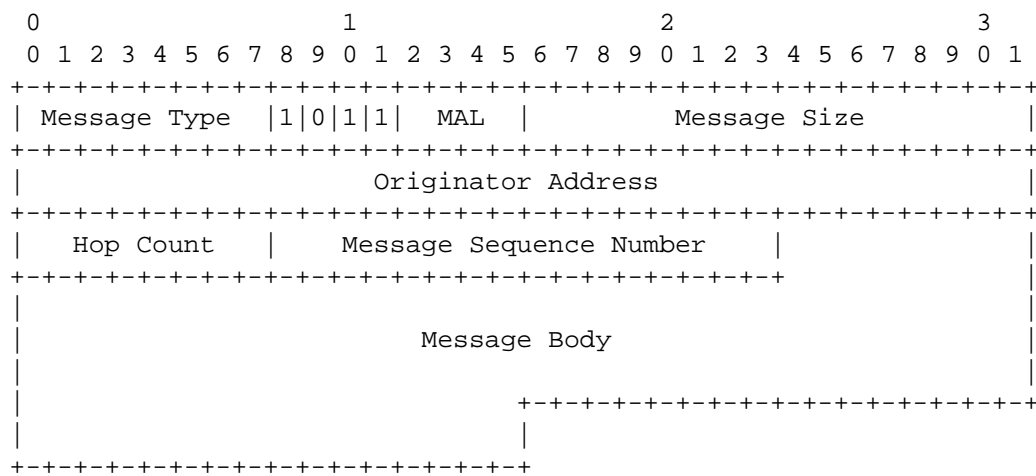 0                   1                   2                   3
 0 1 2 3 4 5 6 7 8 9 0 1 2 3 4 5 6 7 8 9 0 1 2 3 4 5 6 7 8 9 0 1
+-+-+-+-+-+-+-+-+-+-+-+-+-+-+-+-+-+-+-+-+-+-+-+-+-+-+-+-+-+-+-+-+
| Message Type  |1|0|1|1|  MAL  |         Message Size          |
+-+-+-+-+-+-+-+-+-+-+-+-+-+-+-+-+-+-+-+-+-+-+-+-+-+-+-+-+-+-+-+-+
|                      Originator Address                       |
+-+-+-+-+-+-+-+-+-+-+-+-+-+-+-+-+-+-+-+-+-+-+-+-+-+-+-+-+-+-+-+-+
|   Hop Count   |    Message Sequence Number    |               |
+-+-+-+-+-+-+-+-+-+-+-+-+-+-+-+-+-+-+-+-+-+-+-+-+               |
|                                                               |
|                         Message Body                          |
|                                                               |
|                               +-+-+-+-+-+-+-+-+-+-+-+-+-+-+-+-+
|                               |
+-+-+-+-+-+-+-+-+-+-+-+-+-+-+-+-+